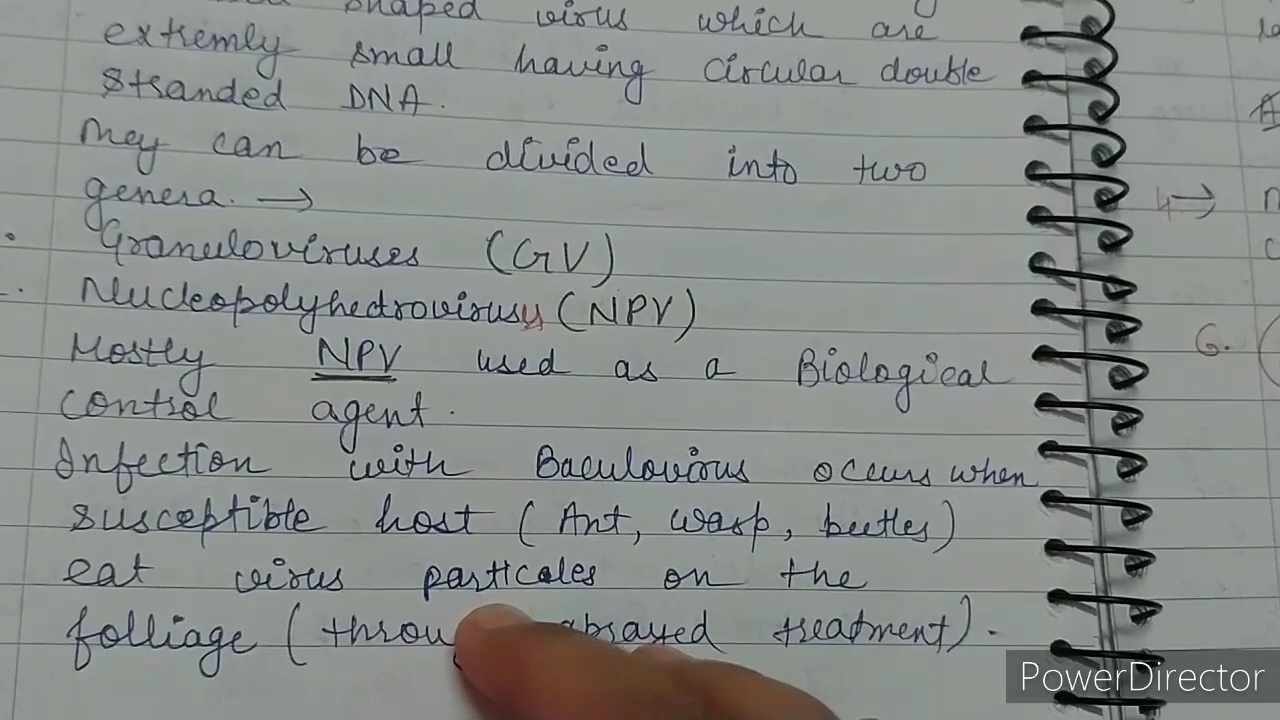 shaped virus which are
extremly small having circular double
stranded DNA.
They can be divided into two
genera. →
Granuloviruses (GV)
Nucleopolyhedrovirus (NPV)
Mostly NPV used as a Biological
control agent.
Infection with Baculovirus occurs when
susceptible host (Ant, wasp, beetles)
eat virus particales on the
folliage (throu treatment).
6.
PowerDirector